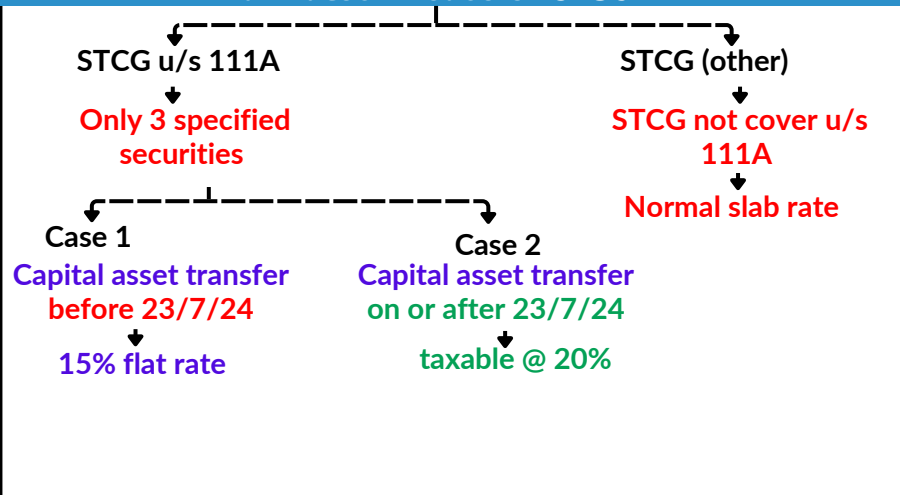 STCG u/s 111A
STCG (other)
Only 3 specified
securities
STCG not cover u/s
111A
Normal slab rate
Case 1
Capital asset transfer
before 23/7/24
15% flat rate
Case 2
Capital asset transfer
on or after 23/7/24
taxable @ 20%